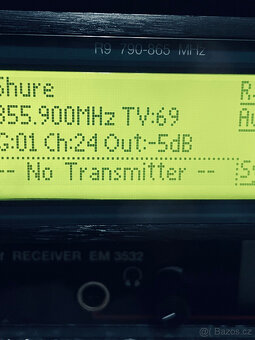 R9 790-865 MHz
Shure
855.900MHz TV:69
G:01 Ch:24 Out:-5dB
-- No Transmitter --
RECEIVER EM 3532
© Bazos.cz